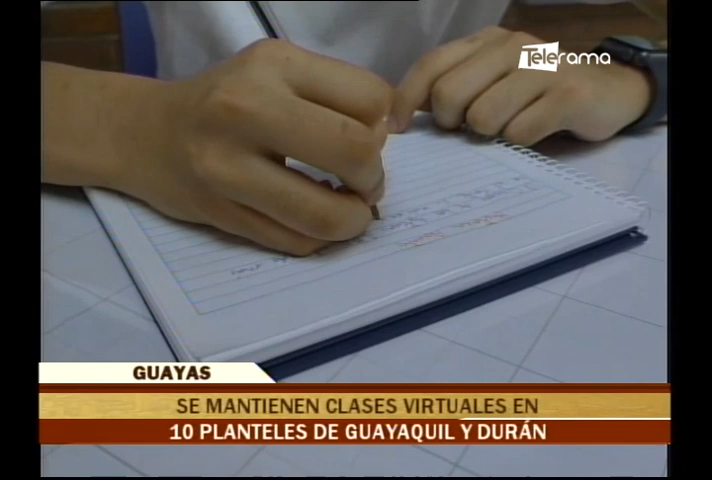 Telerama
GUAYAS
SE MANTIENEN CLASES VIRTUALES EN
10 PLANTELES DE GUAYAQUIL Y DURÁN